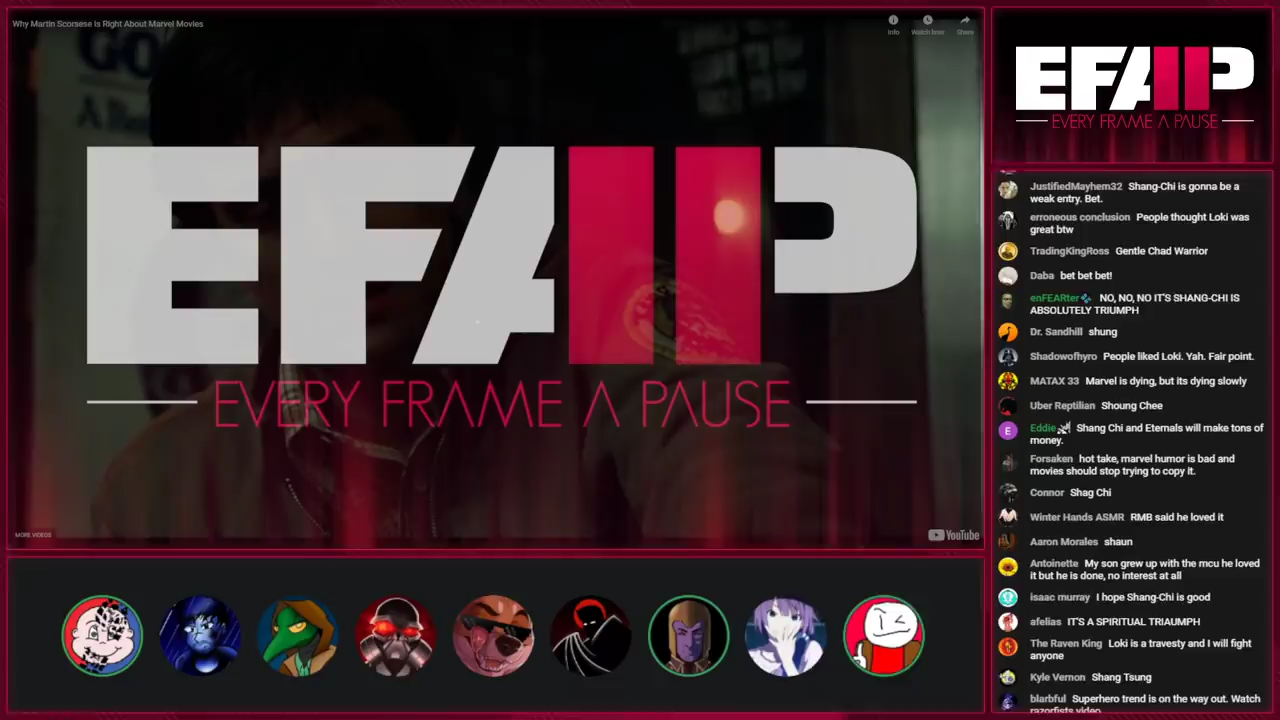 Why Martin Scorsese Is Right About Marvel Movies
Info
Watch later
Share
EFAP
EVERY FRAME A PAUSE
MORE VIDEOS
YouTube
EFAP
EVERY FRAME A PAUSE
JustifiedMayhem32 Shang-Chi is gonna be a
weak entry. Bet.
erroneous conclusion People thought Loki was
great btw
TradingKingRoss Gentle Chad Warrior
Daba bet bet bet!
enFEARter NO, NO, NO IT'S SHANG-CHI IS
ABSOLUTELY TRIUMPH
Dr. Sandhill shung
Shadowofhyro People liked Loki. Yah. Fair point.
MATAX 33 Marvel is dying, but its dying slowly
Uber Reptilian Shoung Chee
E
Eddie Shang Chi and Eternals will make tons of
money.
Forsaken hot take, marvel humor is bad and
movies should stop trying to copy it.
Connor Shag Chi
Winter Hands ASMR RMB said he loved it
Aaron Morales shaun
Antoinette My son grew up with the mcu he loved
it but he is done, no interest at all
isaac murray I hope Shang-Chi is good
afelias IT'S A SPIRITUAL TRIAUMPH
The Raven King Loki is a travesty and I will fight
anyone
Kyle Vernon Shang Tsung
blarbful Superhero trend is on the way out. Watch
razorfists video